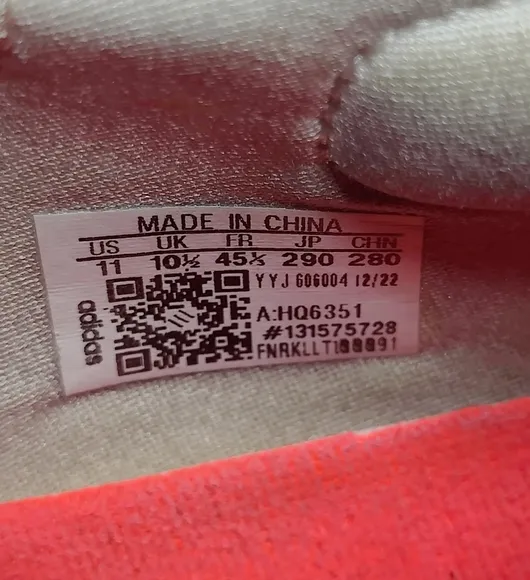 MADE IN CHINA
US UK FR JP CHN
11 10½ 45⅓ 290 280
YYJ 606004 12/22
A:HQ6351
#131575728
adidas